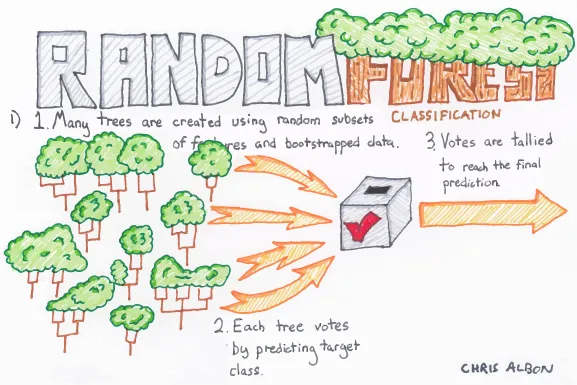 RANDOM FOREST
CLASSIFICATION
1) 1. Many trees are created using random subsets
of features and bootstrapped data.
2. Each tree votes
by predicting target
class.
3. Votes are tallied
to reach the final
prediction.
CHRIS ALBON